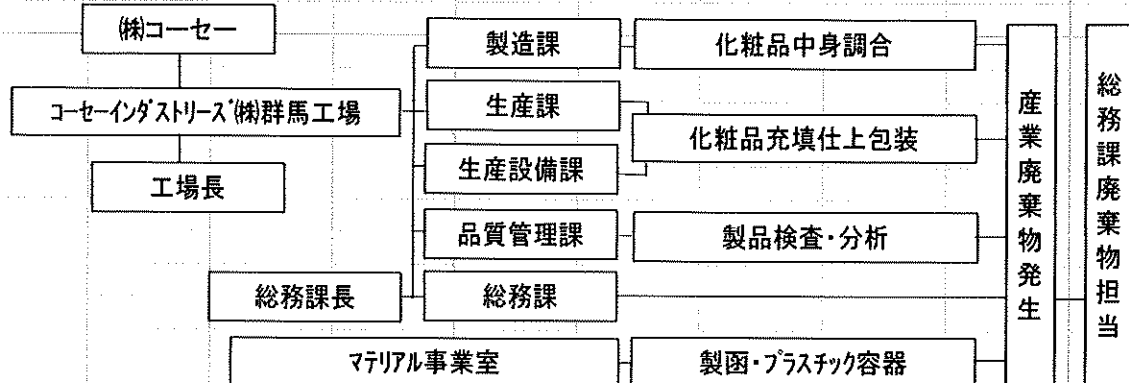 ㈱コーセー
コーセーインダストリーズ㈱群馬工場
工場長
総務課長
製造課
生産課
生産設備課
品質管理課
総務課
マテリアル事業室
化粧品中身調合
化粧品充填仕上包装
製品検査・分析
製函・プラスチック容器
産業廃棄物発生
総務課廃棄物担当